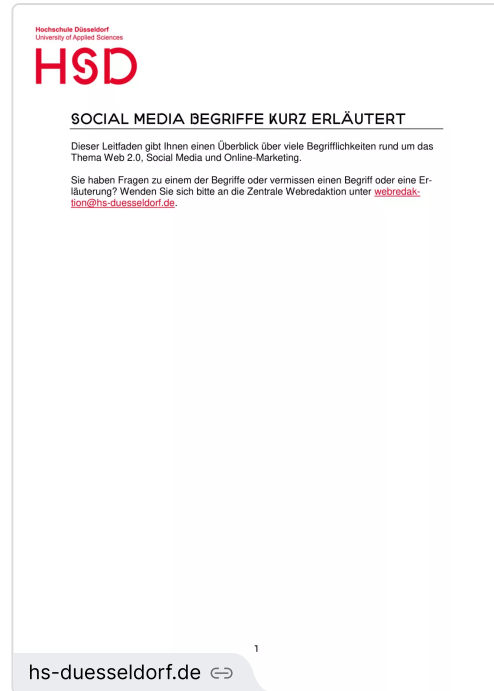 Hochschule Düsseldorf
University of Applied Sciences
HSD
SOCIAL MEDIA BEGRIFFE KURZ ERLÄUTERT
Dieser Leitfaden gibt Ihnen einen Überblick über viele Begrifflichkeiten rund um das
Thema Web 2.0, Social Media und Online-Marketing.
Sie haben Fragen zu einem der Begriffe oder vermissen einen Begriff oder eine Er-
läuterung? Wenden Sie sich bitte an die Zentrale Webredaktion unter webredak-
tion@hs-duesseldorf.de.
1
hs-duesseldorf.de